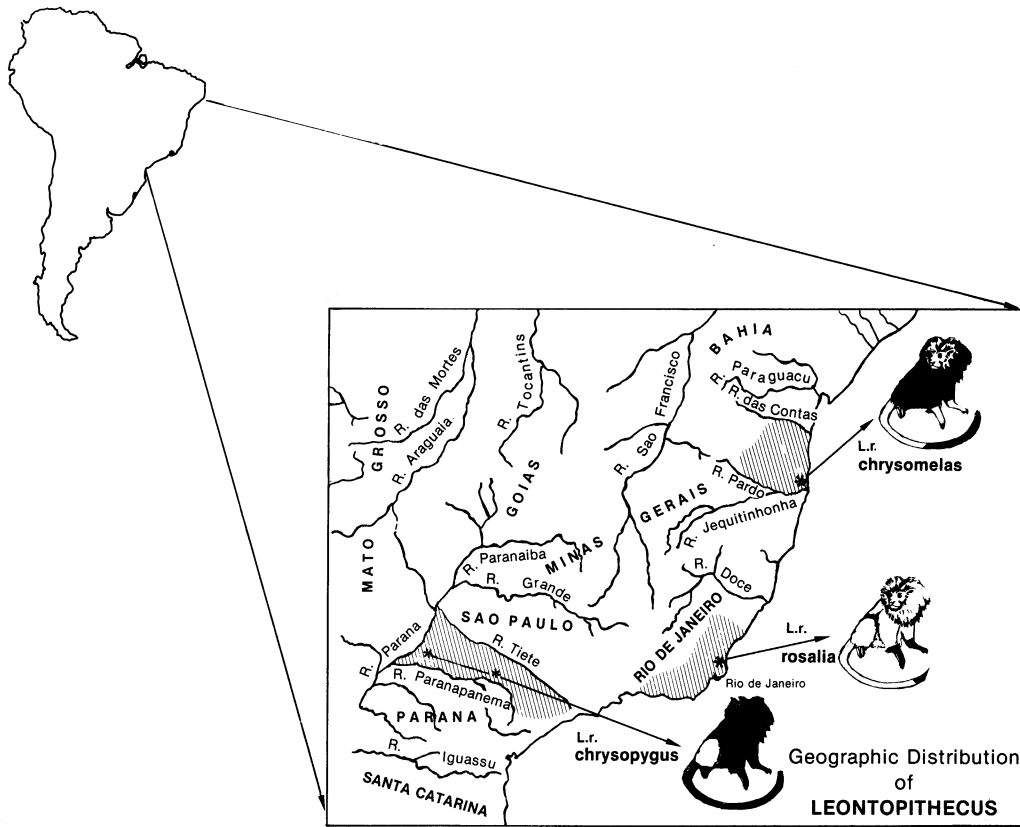 BAHIA
Paraguacu
R.
R. das Contas
L.r.
chrysomelas
R. das Mortes
R. Tocantins
Francisco
R. Sao
GROSSO
MATO
R. Araguaia
GOIAS
R. Pardo
GERAIS
MINAS
R. Jequitinhonha
R. Paranaiba
R. Grande
R. Doce
SAO PAULO
RIO DE JANEIRO
L.r.
rosalia
Rio de Janeiro
R. Parana
R. Tiete
R. Paranapanema
PARANA
R. Iguassu
SANTA CATARINA
L.r.
chrysopygus
Geographic Distribution
of
LEONTOPITHECUS